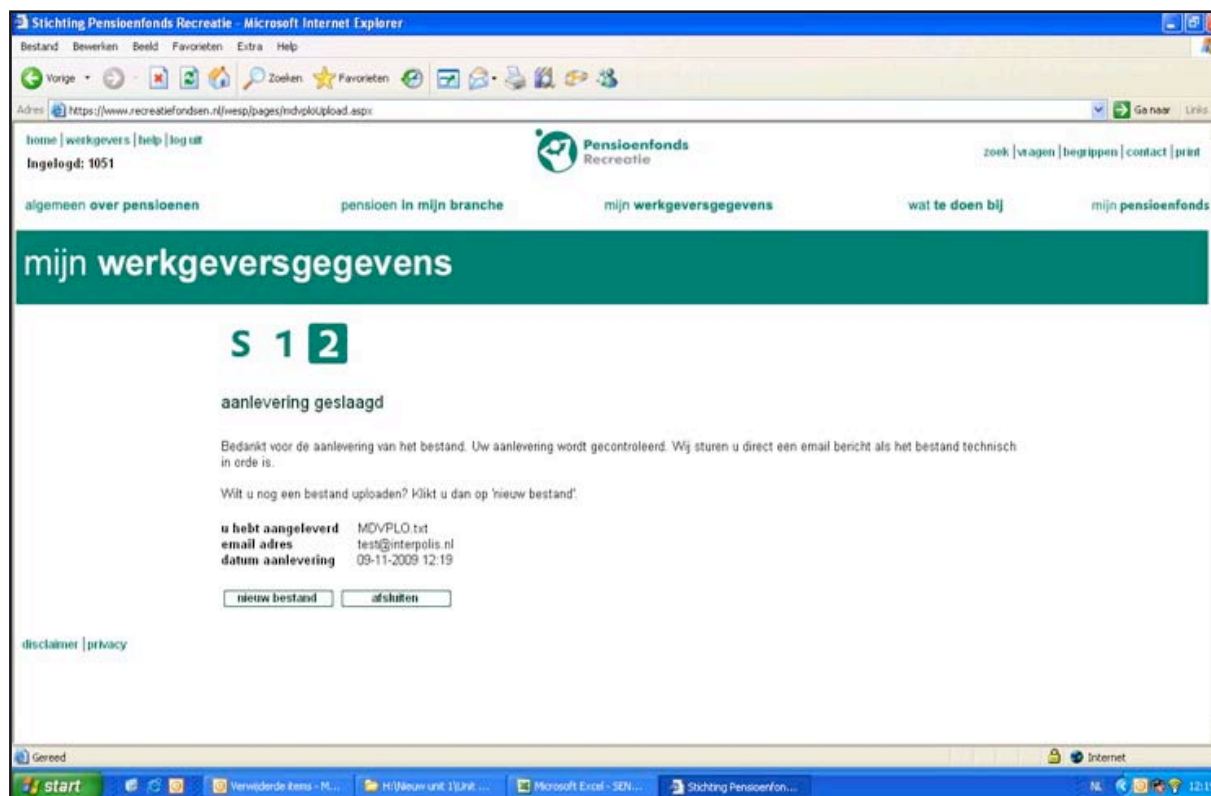 Stichting Pensioenfonds Recreatie - Microsoft Internet Explorer
Bestand Bewerken Beeld Favorieten Extra Help
Vorige Zoeken Favorieten
Adres https://www.recreatiefondsen.nl/wesp/pages/mdvploUpload.aspx Ga naar Links
home | werkgevers | help | log uit
Ingelogd: 1051
Pensioenfonds
Recreatie
zoek | vragen | begrippen | contact | print
algemeen over pensioenen pensioen in mijn branche mijn werkgeversgegevens wat te doen bij mijn pensioenfonds
mijn werkgeversgegevens
S 1 2
aanlevering geslaagd
Bedankt voor de aanlevering van het bestand. Uw aanlevering wordt gecontroleerd. Wij sturen u direct een email bericht als het bestand technisch
in orde is.
Wilt u nog een bestand uploaden? Klikt u dan op 'nieuw bestand'.
u hebt aangeleverd MDVPLO.txt
email adres test@interpolis.nl
datum aanlevering 09-11-2009 12:19
nieuw bestand afsluiten
disclaimer | privacy
Gereed Internet
start Verwijderde items - M... H:\Nieuw unit 1\Unit ... Microsoft Excel - SEN... Stichting Pensioenfon... NL